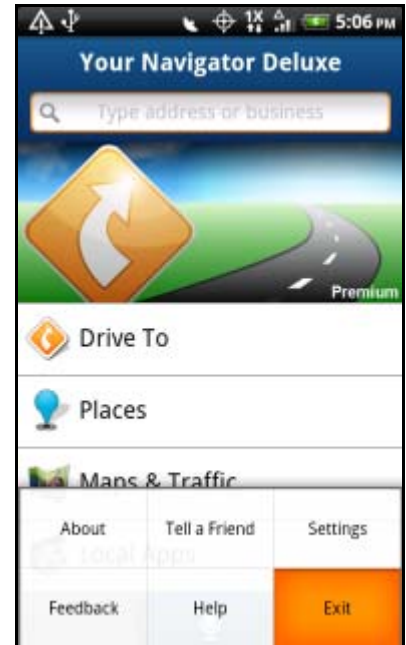 1X 5:06 PM
Your Navigator Deluxe
Type address or business
Premium
Drive To
Places
Maps & Traffic
Local Apps
About Tell a Friend Settings
Feedback Help Exit